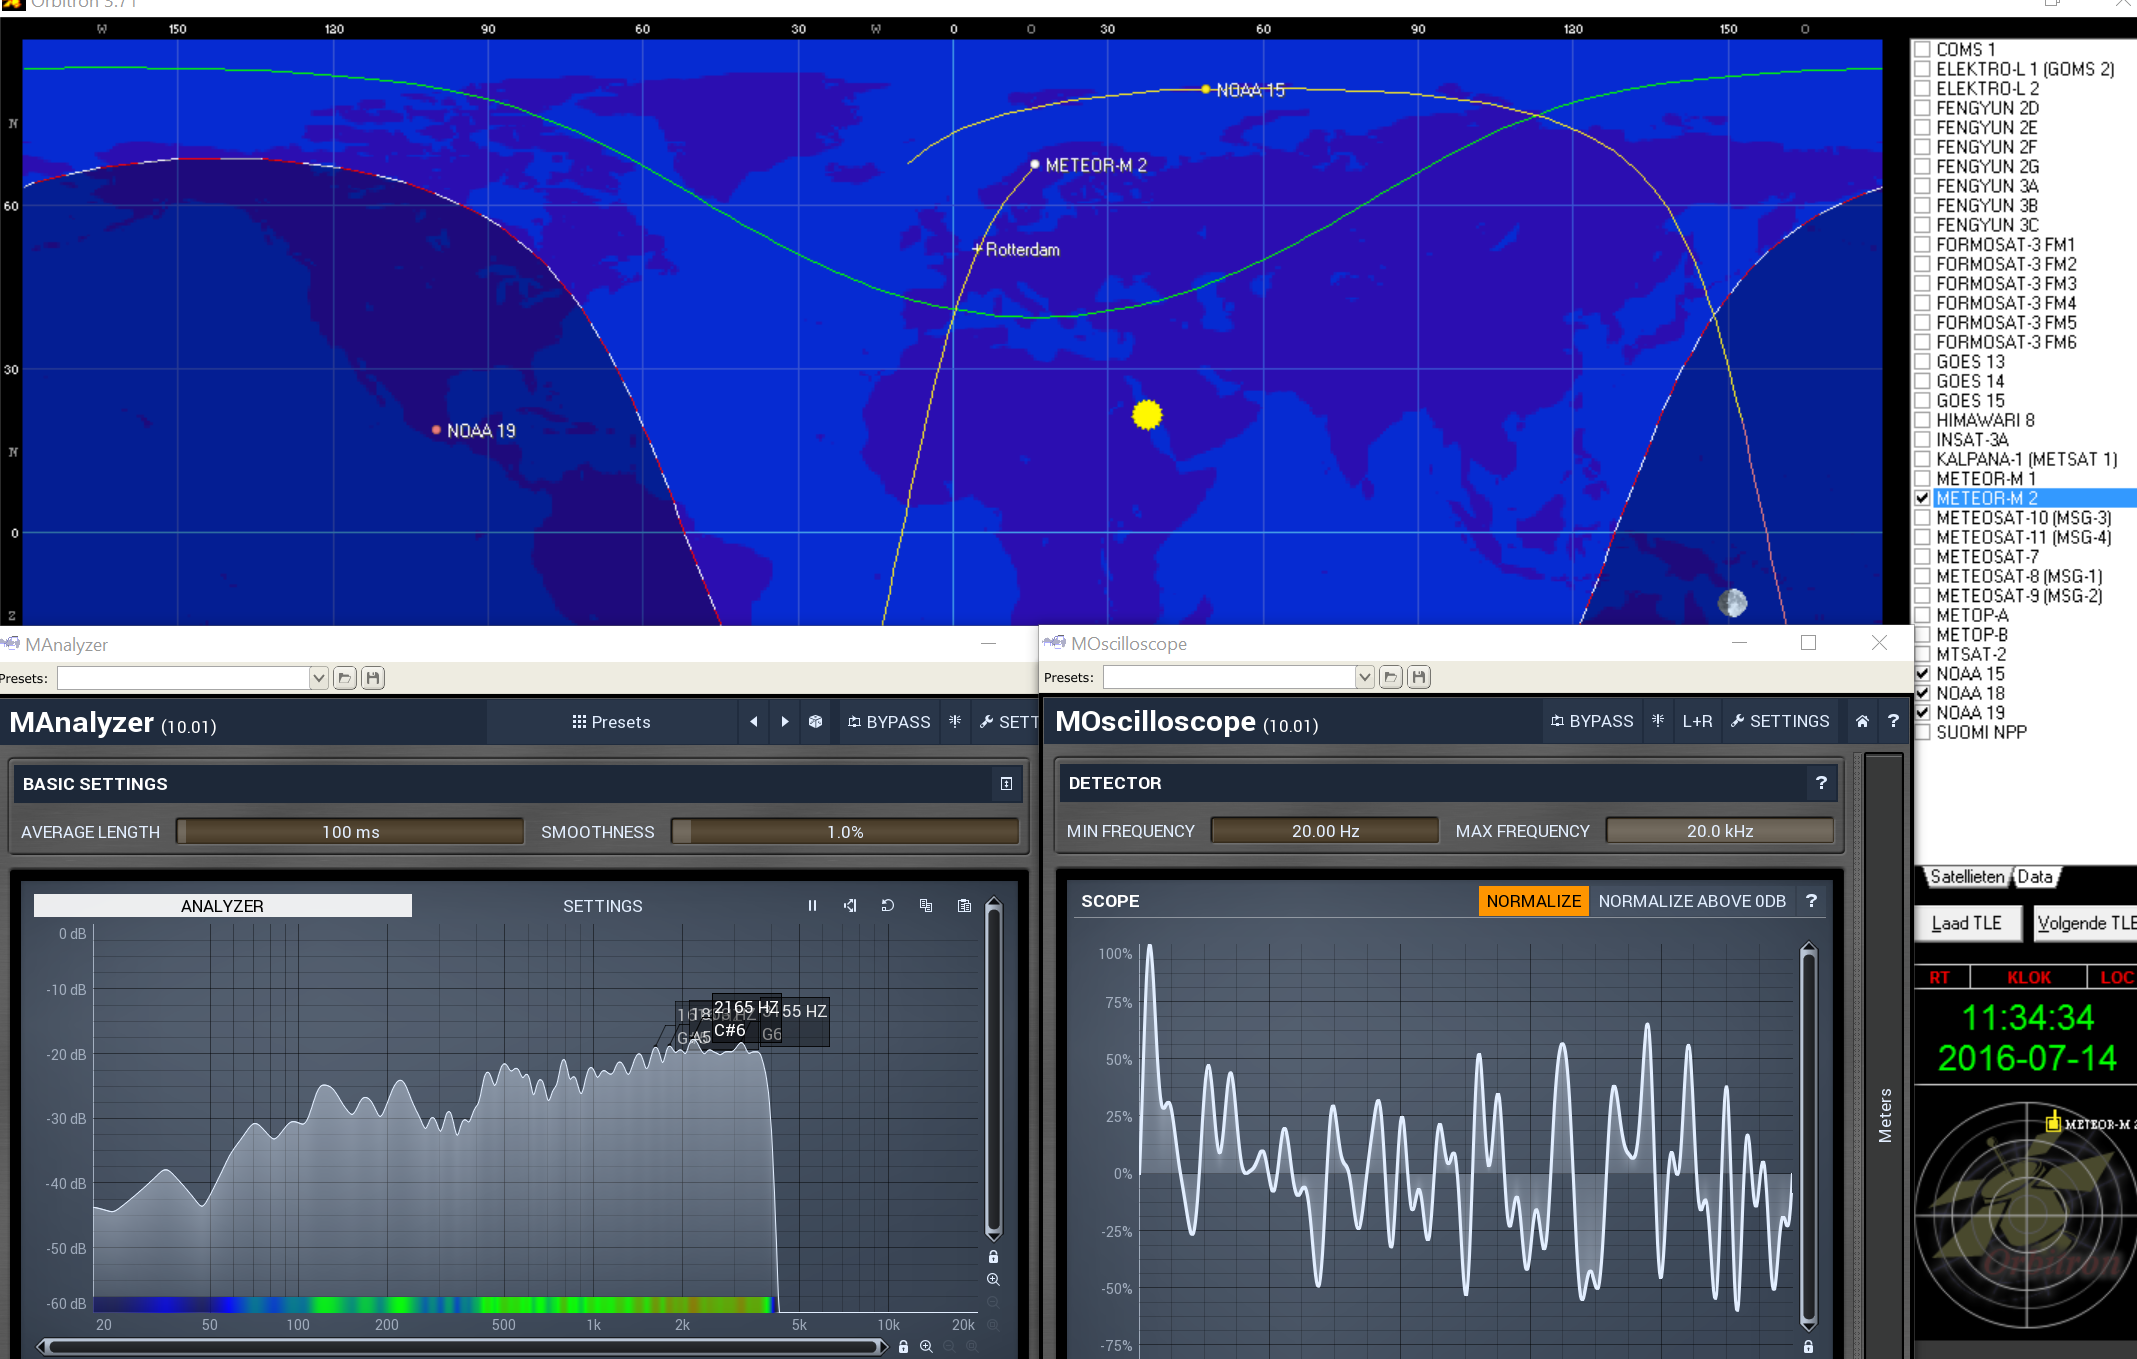 Orbitron 3.71
W 150 120 90 60 30 W 0 O 30 60 90 120 150 O
N
60
30
N
0
Z
NOAA 15
METEOR-M 2
Rotterdam
NOAA 19
COMS 1
ELEKTRO-L 1 (GOMS 2)
ELEKTRO-L 2
FENGYUN 2D
FENGYUN 2E
FENGYUN 2F
FENGYUN 2G
FENGYUN 3A
FENGYUN 3B
FENGYUN 3C
FORMOSAT-3 FM1
FORMOSAT-3 FM2
FORMOSAT-3 FM3
FORMOSAT-3 FM4
FORMOSAT-3 FM5
FORMOSAT-3 FM6
GOES 13
GOES 14
GOES 15
HIMAWARI 8
INSAT-3A
KALPANA-1 (METSAT 1)
METEOR-M 1
METEOR-M 2
METEOSAT-10 (MSG-3)
METEOSAT-11 (MSG-4)
METEOSAT-7
METEOSAT-8 (MSG-1)
METEOSAT-9 (MSG-2)
METOP-A
METOP-B
MTSAT-2
NOAA 15
NOAA 18
NOAA 19
SUOMI NPP
Satellieten Data
Laad TLE Volgende TLE
RT KLOK LOC
11:34:34
2016-07-14
METEOR-M 2
Orbitron
MAnalyzer
Presets:
MAnalyzer (10.01) Presets BYPASS SETT
BASIC SETTINGS
AVERAGE LENGTH 100 ms SMOOTHNESS 1.0%
ANALYZER SETTINGS
0 dB
-10 dB
-20 dB
-30 dB
-40 dB
-50 dB
-60 dB
2165 HZ
C#6
55 HZ
G6
A5
20 50 100 200 500 1k 2k 5k 10k 20k
MOscilloscope
Presets:
MOscilloscope (10.01) BYPASS L+R SETTINGS ?
DETECTOR ?
MIN FREQUENCY 20.00 Hz MAX FREQUENCY 20.0 kHz
SCOPE NORMALIZE NORMALIZE ABOVE 0DB ?
100%
75%
50%
25%
0%
-25%
-50%
-75%
Meters